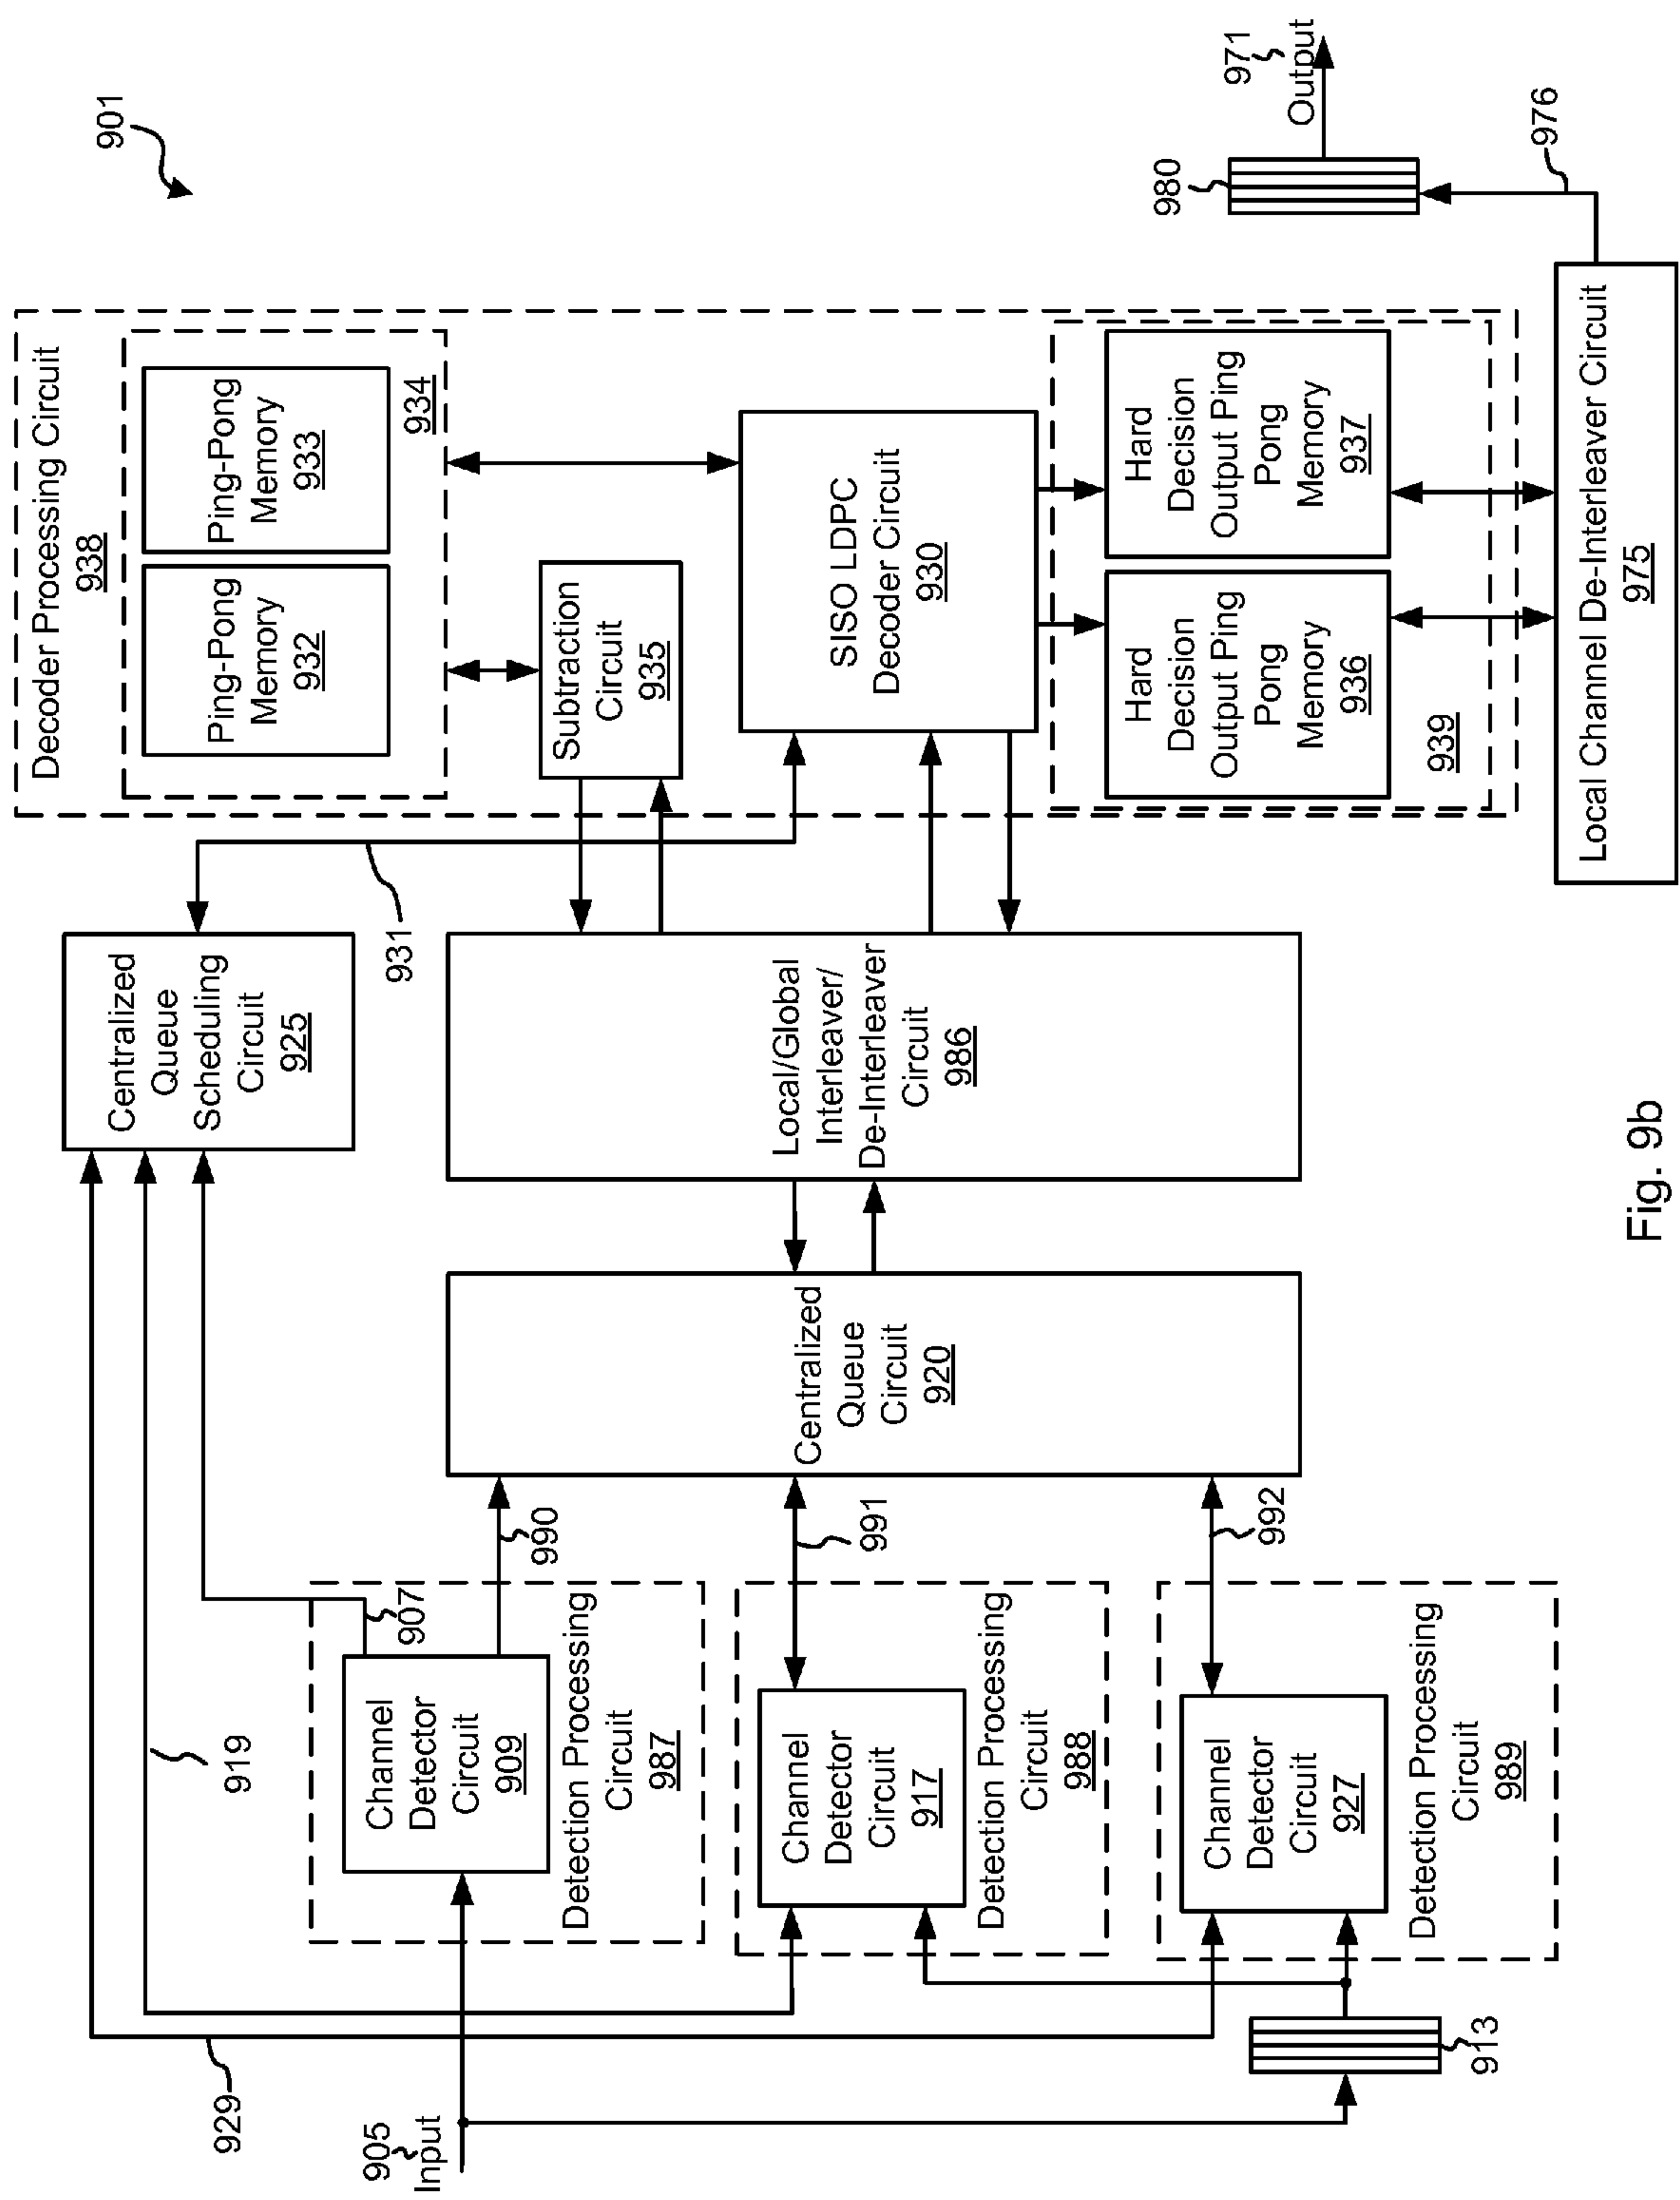 901
Decoder Processing Circuit
938
Ping-Pong
Memory
932
Ping-Pong
Memory
933
934
Centralized
Queue
Scheduling
Circuit
925
931
919
929
905
Input
907
Channel
Detector
Circuit
909
Detection Processing
Circuit
987
990
Channel
Detector
Circuit
917
Detection Processing
Circuit
988
991
Channel
Detector
Circuit
927
Detection Processing
Circuit
989
992
913
Centralized
Queue
Circuit
920
Local/Global
Interleaver/
De-Interleaver
Circuit
986
Subtraction
Circuit
935
SISO LDPC
Decoder Circuit
930
Hard
Decision
Output Ping
Pong
Memory
936
Hard
Decision
Output Ping
Pong
Memory
937
939
Local Channel De-Interleaver Circuit
975
976
980
971
Output
Fig. 9b